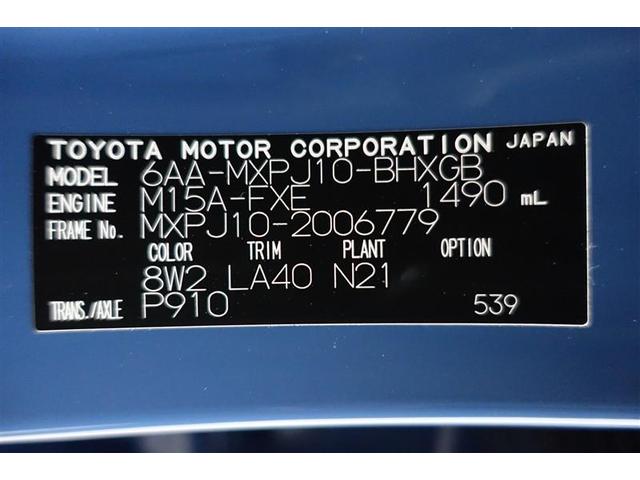 TOYOTA MOTOR CORPORATION JAPAN
MODEL 6AA-MXPJ10-BHXGB
ENGINE M15A-FXE 1490 mL
FRAME No. MXPJ10-2006779
COLOR TRIM PLANT OPTION
8W2 LA40 N21
TRANS./AXLE P910 539